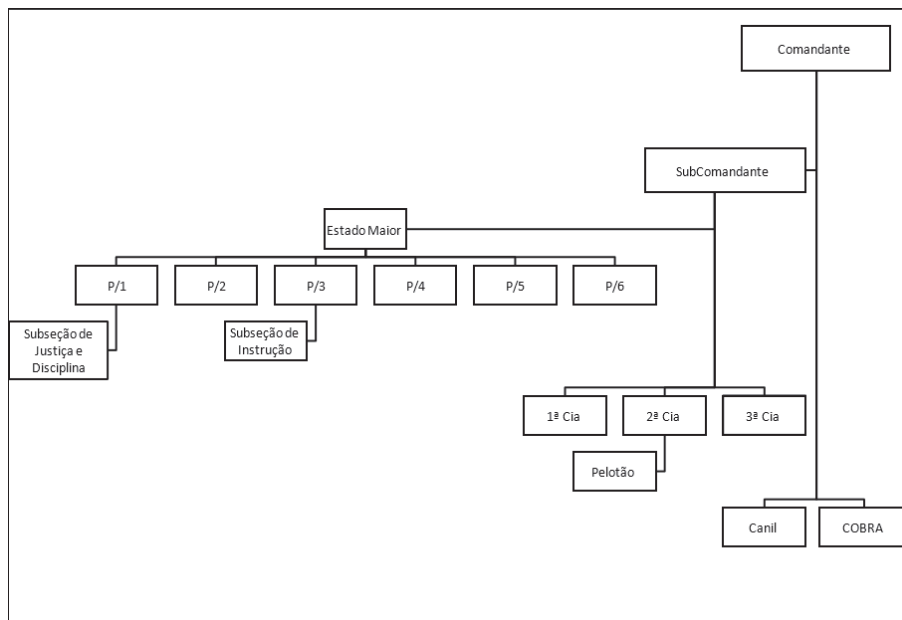 Comandante
SubComandante
Estado Maior
P/1
P/2
P/3
P/4
P/5
P/6
Subseção de
Justiça e
Disciplina
Subseção de
Instrução
1ª Cia
2ª Cia
3ª Cia
Pelotão
Canil
COBRA